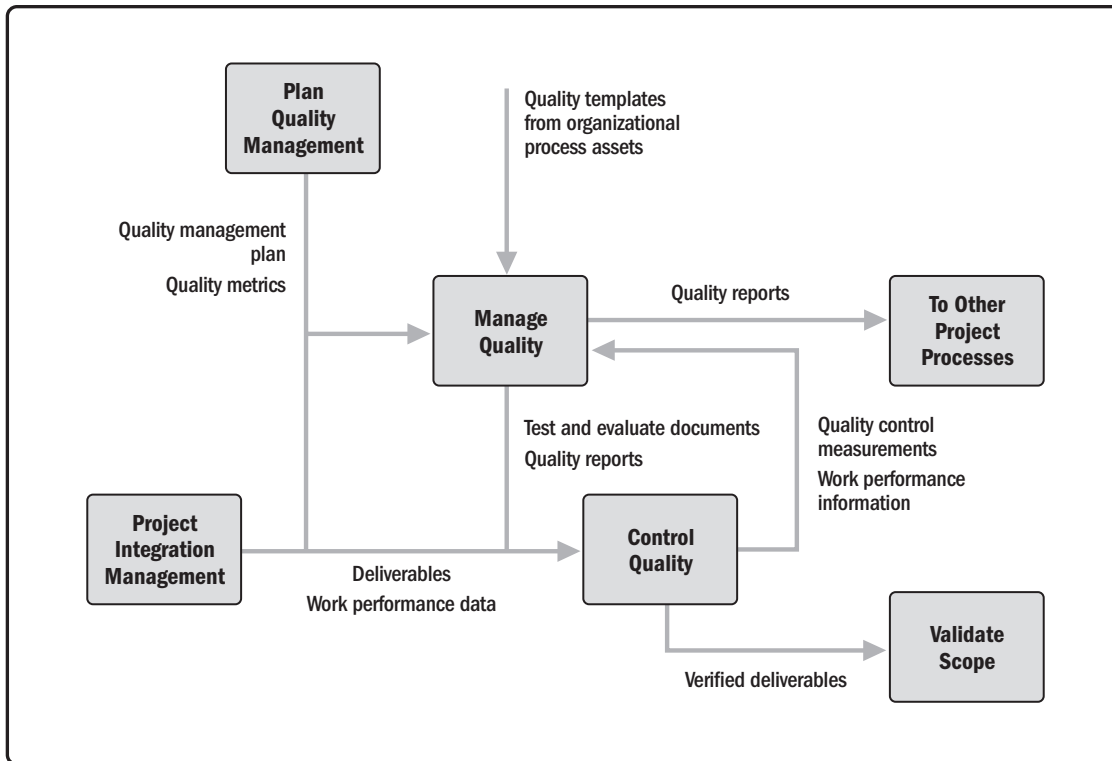 Plan
Quality
Management
Quality templates
from organizational
process assets
Quality management
plan
Quality metrics
Manage
Quality
Quality reports
To Other
Project
Processes
Test and evaluate documents
Quality reports
Quality control
measurements
Work performance
information
Project
Integration
Management
Deliverables
Work performance data
Control
Quality
Verified deliverables
Validate
Scope